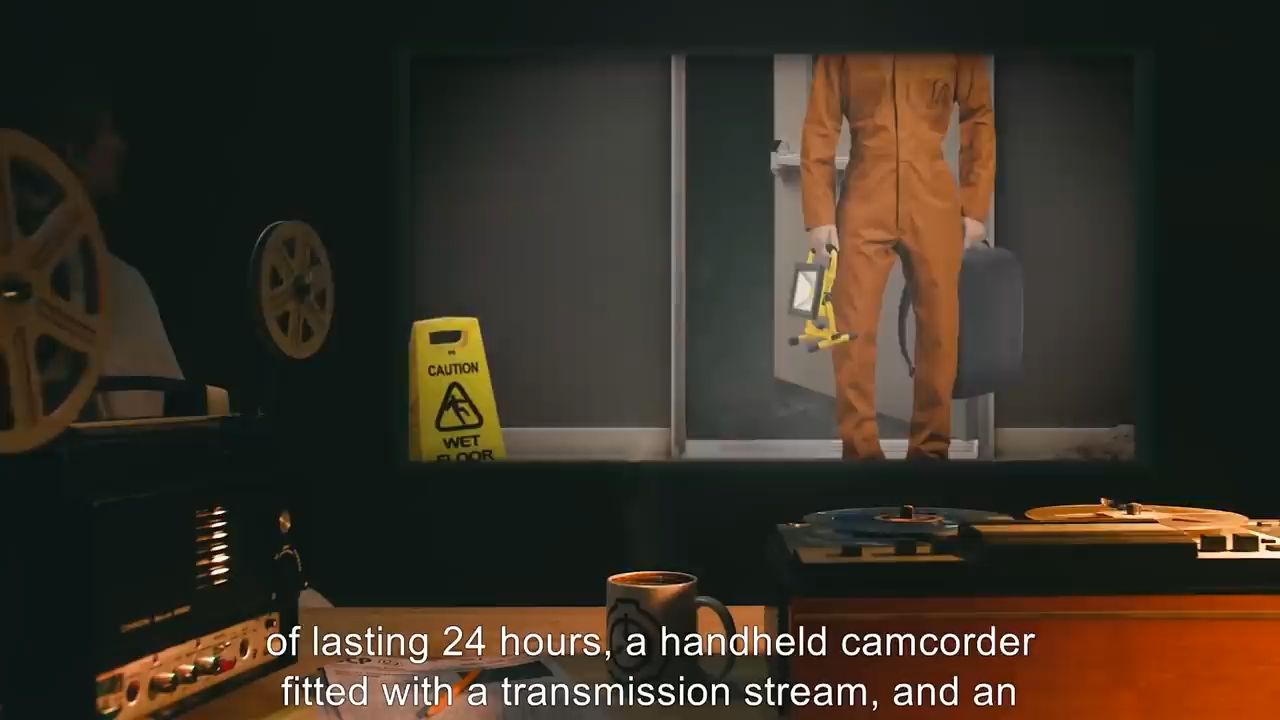 CAUTION
WET
FLOOR
of lasting 24 hours, a handheld camcorder
fitted with a transmission stream, and an